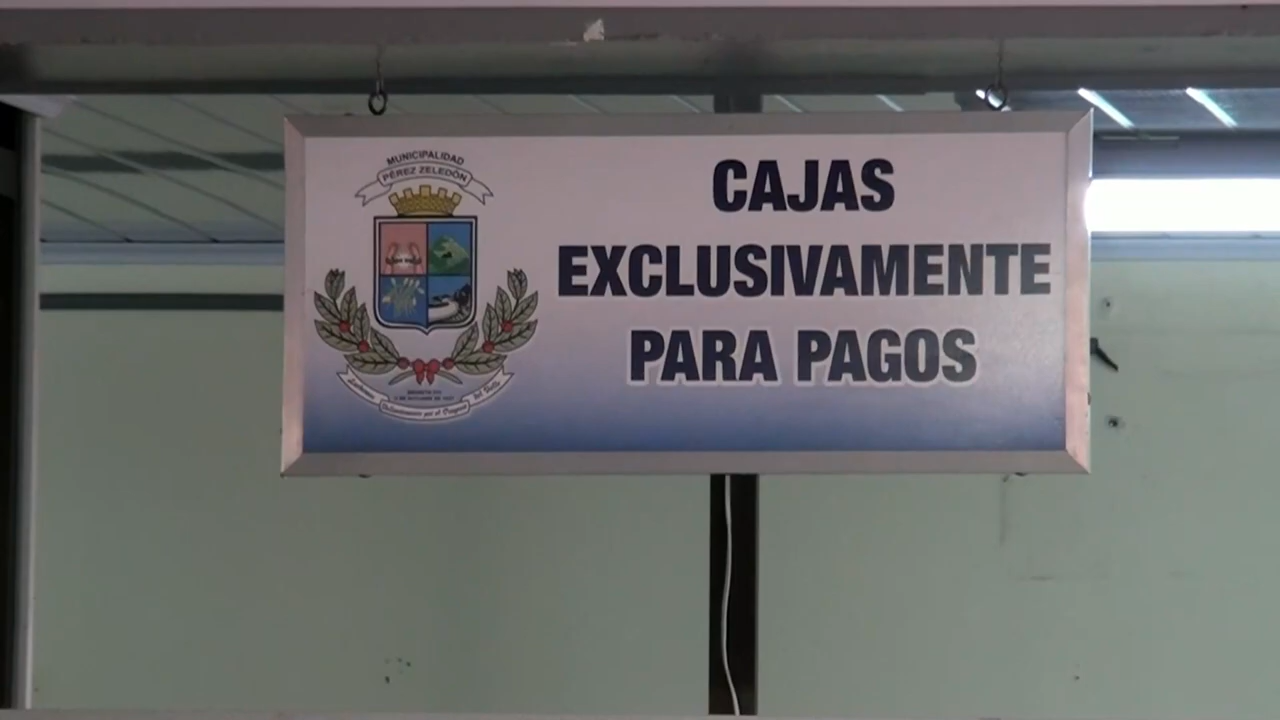 MUNICIPALIDAD
PÉREZ ZELEDÓN
CAJAS
EXCLUSIVAMENTE
PARA PAGOS